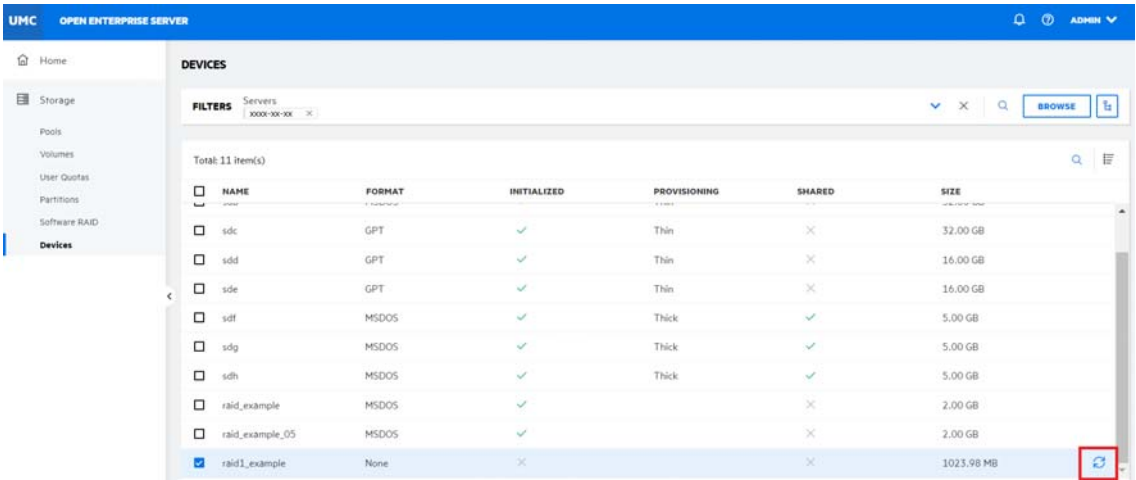 UMC OPEN ENTERPRISE SERVER ADMIN
Home
Storage
Pools
Volumes
User Quotas
Partitions
Software RAID
Devices
DEVICES
FILTERS Servers
xxxx-xx-xx BROWSE
Total: 11 item(s)
NAME FORMAT INITIALIZED PROVISIONING SHARED SIZE
sdc GPT Thin 32.00 GB
sdd GPT Thin 16.00 GB
sde GPT Thin 16.00 GB
sdf MSDOS Thick 5.00 GB
sdg MSDOS Thick 5.00 GB
sdh MSDOS Thick 5.00 GB
raid_example MSDOS 2.00 GB
raid_example_05 MSDOS 2.00 GB
raid1_example None 1023.98 MB